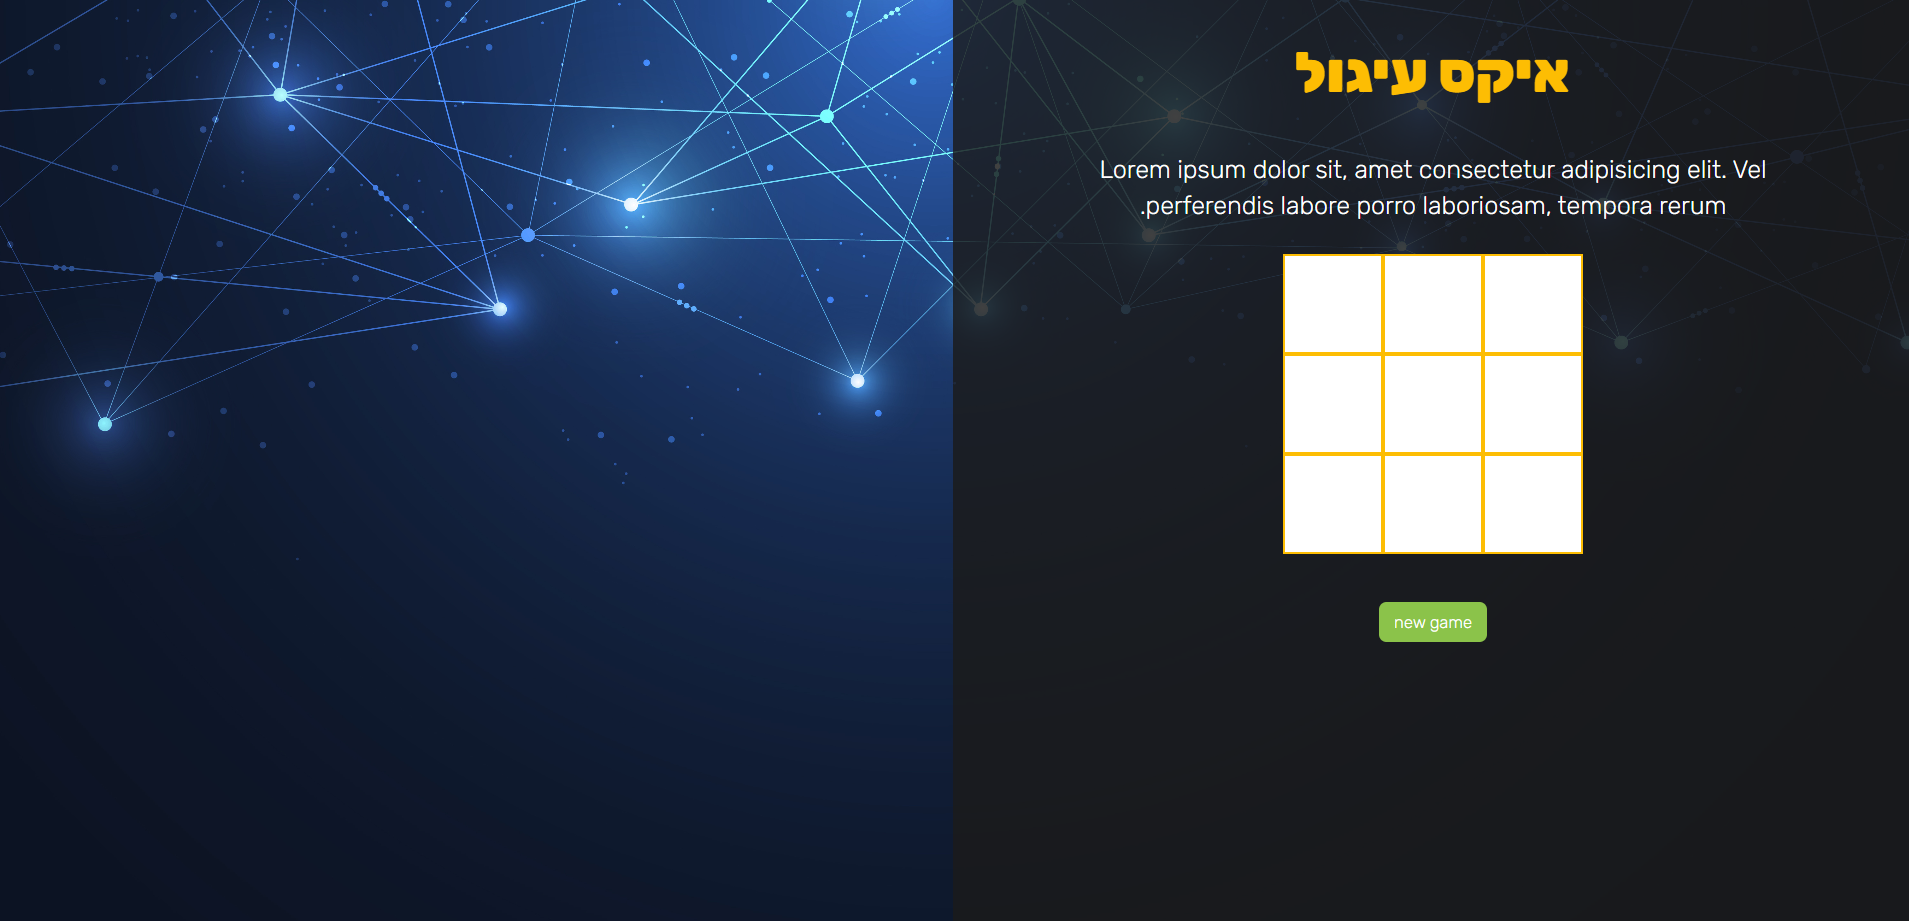 איקס עיגול
Lorem ipsum dolor sit, amet consectetur adipisicing elit. Vel
.perferendis labore porro laboriosam, tempora rerum
new game